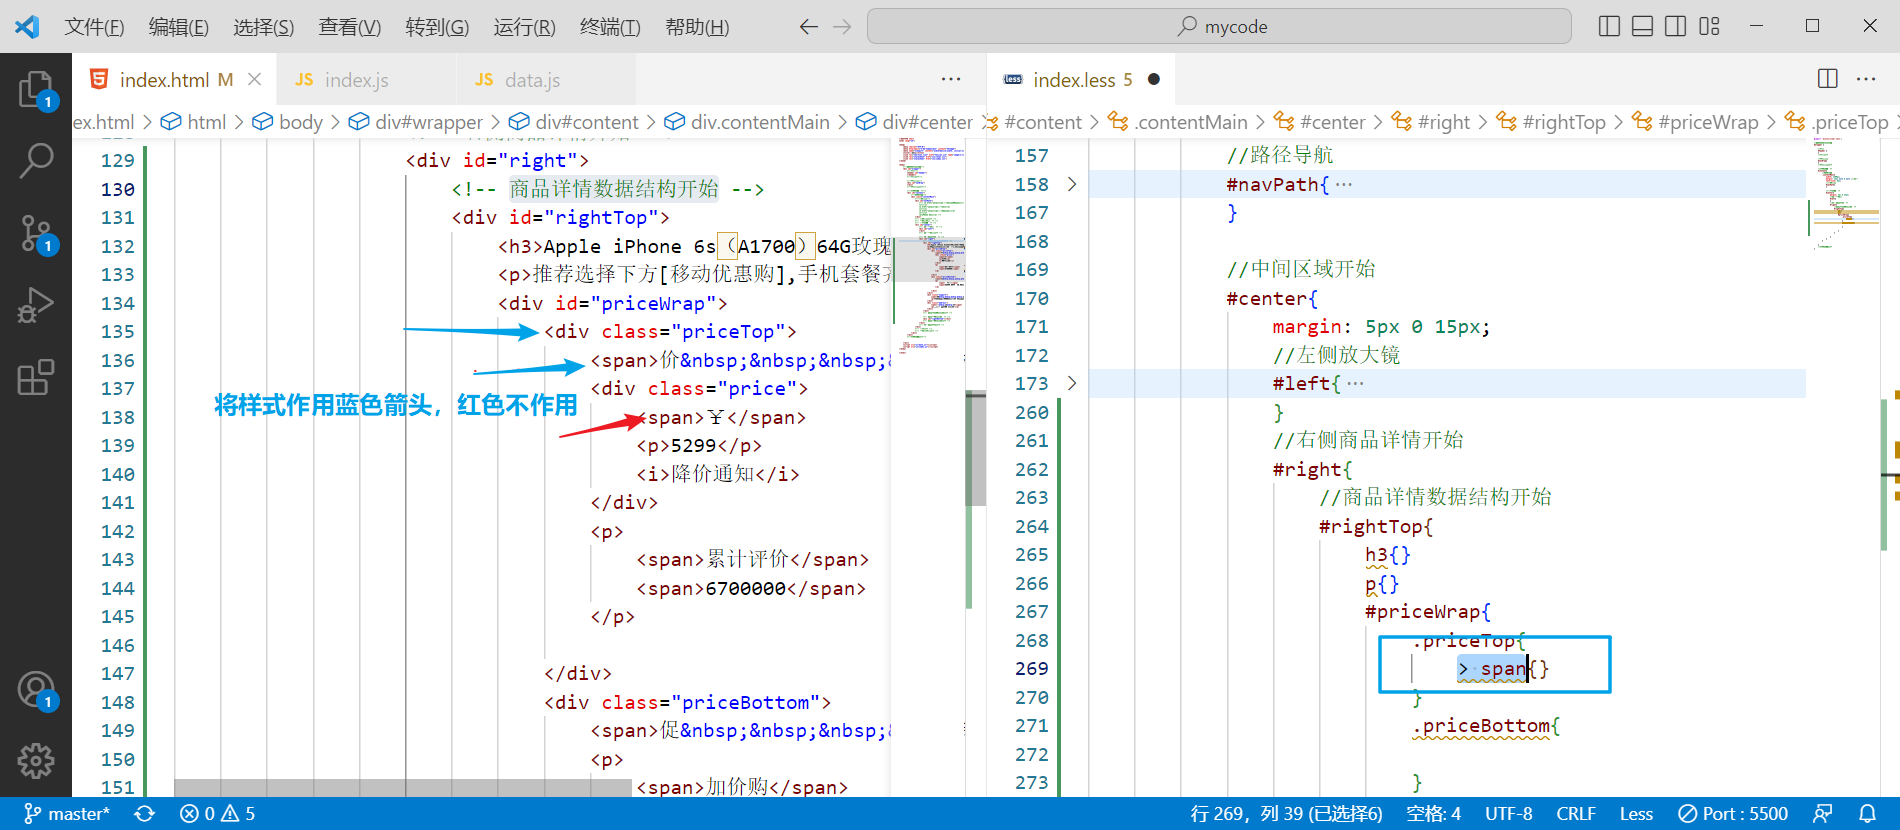 文件(F) 编辑(E) 选择(S) 查看(V) 转到(G) 运行(R) 终端(T) 帮助(H) mycode
index.html M JS index.js JS data.js ···
less index.less 5 ● ···
ex.html > html > body > div#wrapper > div#content > div.contentMain > div#center
#content > .contentMain > #center > #right > #rightTop > #priceWrap > .priceTop
129 <div id="right">
130 <!-- 商品详情数据结构开始 -->
131 <div id="rightTop">
132 <h3>Apple iPhone 6s（A1700）64G玫瑰
133 <p>推荐选择下方[移动优惠购],手机套餐
134 <div id="priceWrap">
135 <div class="priceTop">
136 <span>价&nbsp;&nbsp;&nbsp;&
137 <div class="price">
将样式作用蓝色箭头，红色不作用
138 <span>¥</span>
139 <p>5299</p>
140 <i>降价通知</i>
141 </div>
142 <p>
143 <span>累计评价</span>
144 <span>6700000</span>
145 </p>
146
147 </div>
148 <div class="priceBottom">
149 <span>促&nbsp;&nbsp;&nbsp;&
150 <p>
151 <span>加价购</span>
157 //路径导航
158 #navPath{ ···
167 }
168
169 //中间区域开始
170 #center{
171 margin: 5px 0 15px;
172 //左侧放大镜
173 #left{ ···
260 }
261 //右侧商品详情开始
262 #right{
263 //商品详情数据结构开始
264 #rightTop{
265 h3{}
266 p{}
267 #priceWrap{
268 .priceTop{
269 > span{}
270 }
271 .priceBottom{
272
273 }
1
1
1
master* 0 5 行 269，列 39 (已选择6) 空格: 4 UTF-8 CRLF Less Port : 5500